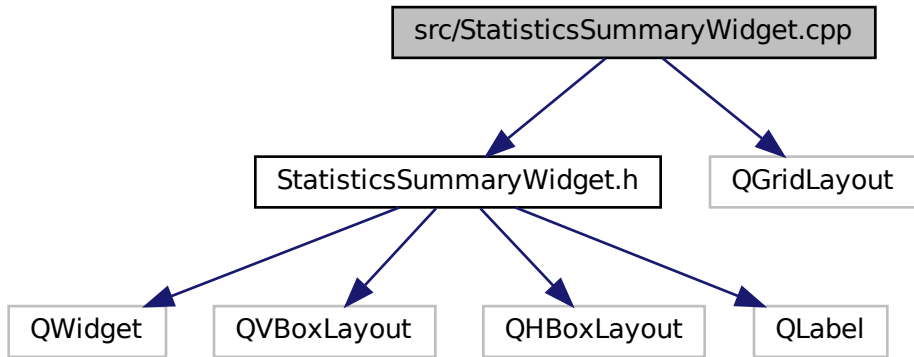 src/StatisticsSummaryWidget.cpp
StatisticsSummaryWidget.h
QGridLayout
QWidget
QVBoxLayout
QHBoxLayout
QLabel